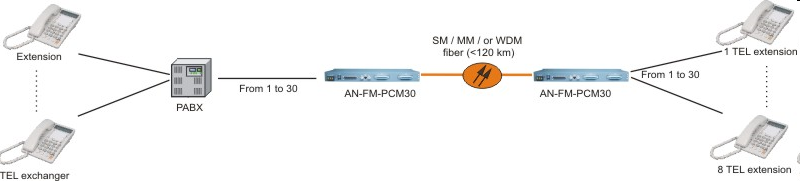 Extension
TEL exchanger
PABX
From 1 to 30
AN-FM-PCM30
SM / MM / or WDM
fiber (<120 km)
AN-FM-PCM30
From 1 to 30
1 TEL extension
8 TEL extension